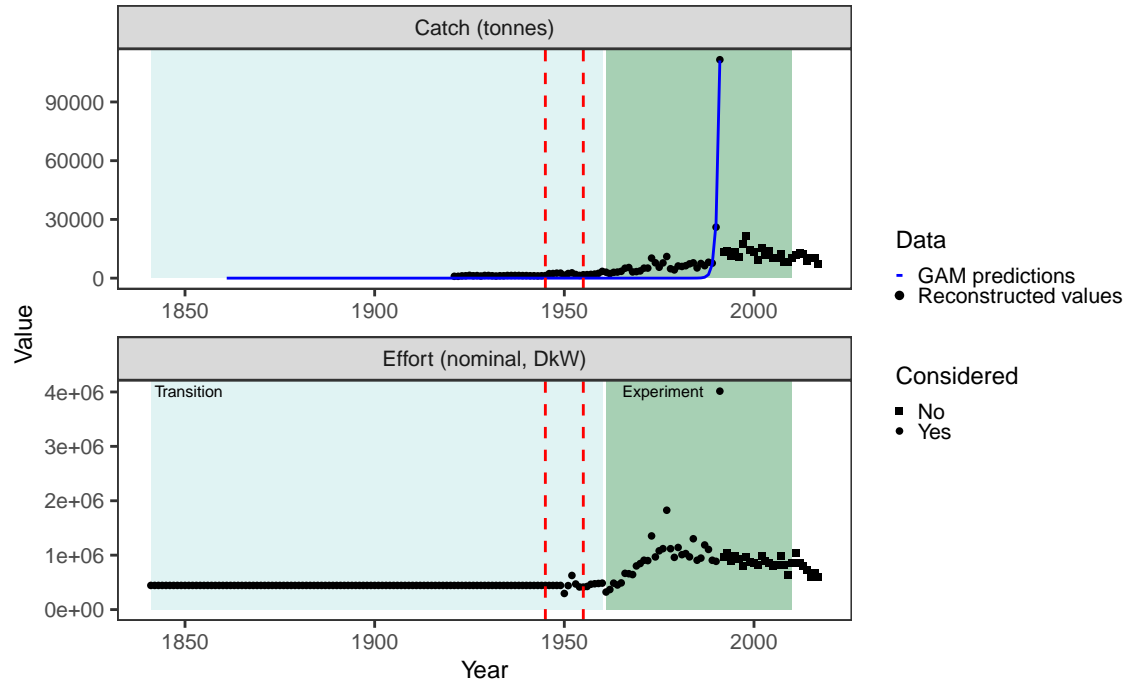 Catch (tonnes)
90000
60000
30000
0
1850 1900 1950 2000
Value
Effort (nominal, DkW)
Transition Experiment
4e+06
3e+06
2e+06
1e+06
0e+00
1850 1900 1950 2000
Year
Data
GAM predictions
Reconstructed values
Considered
No
Yes